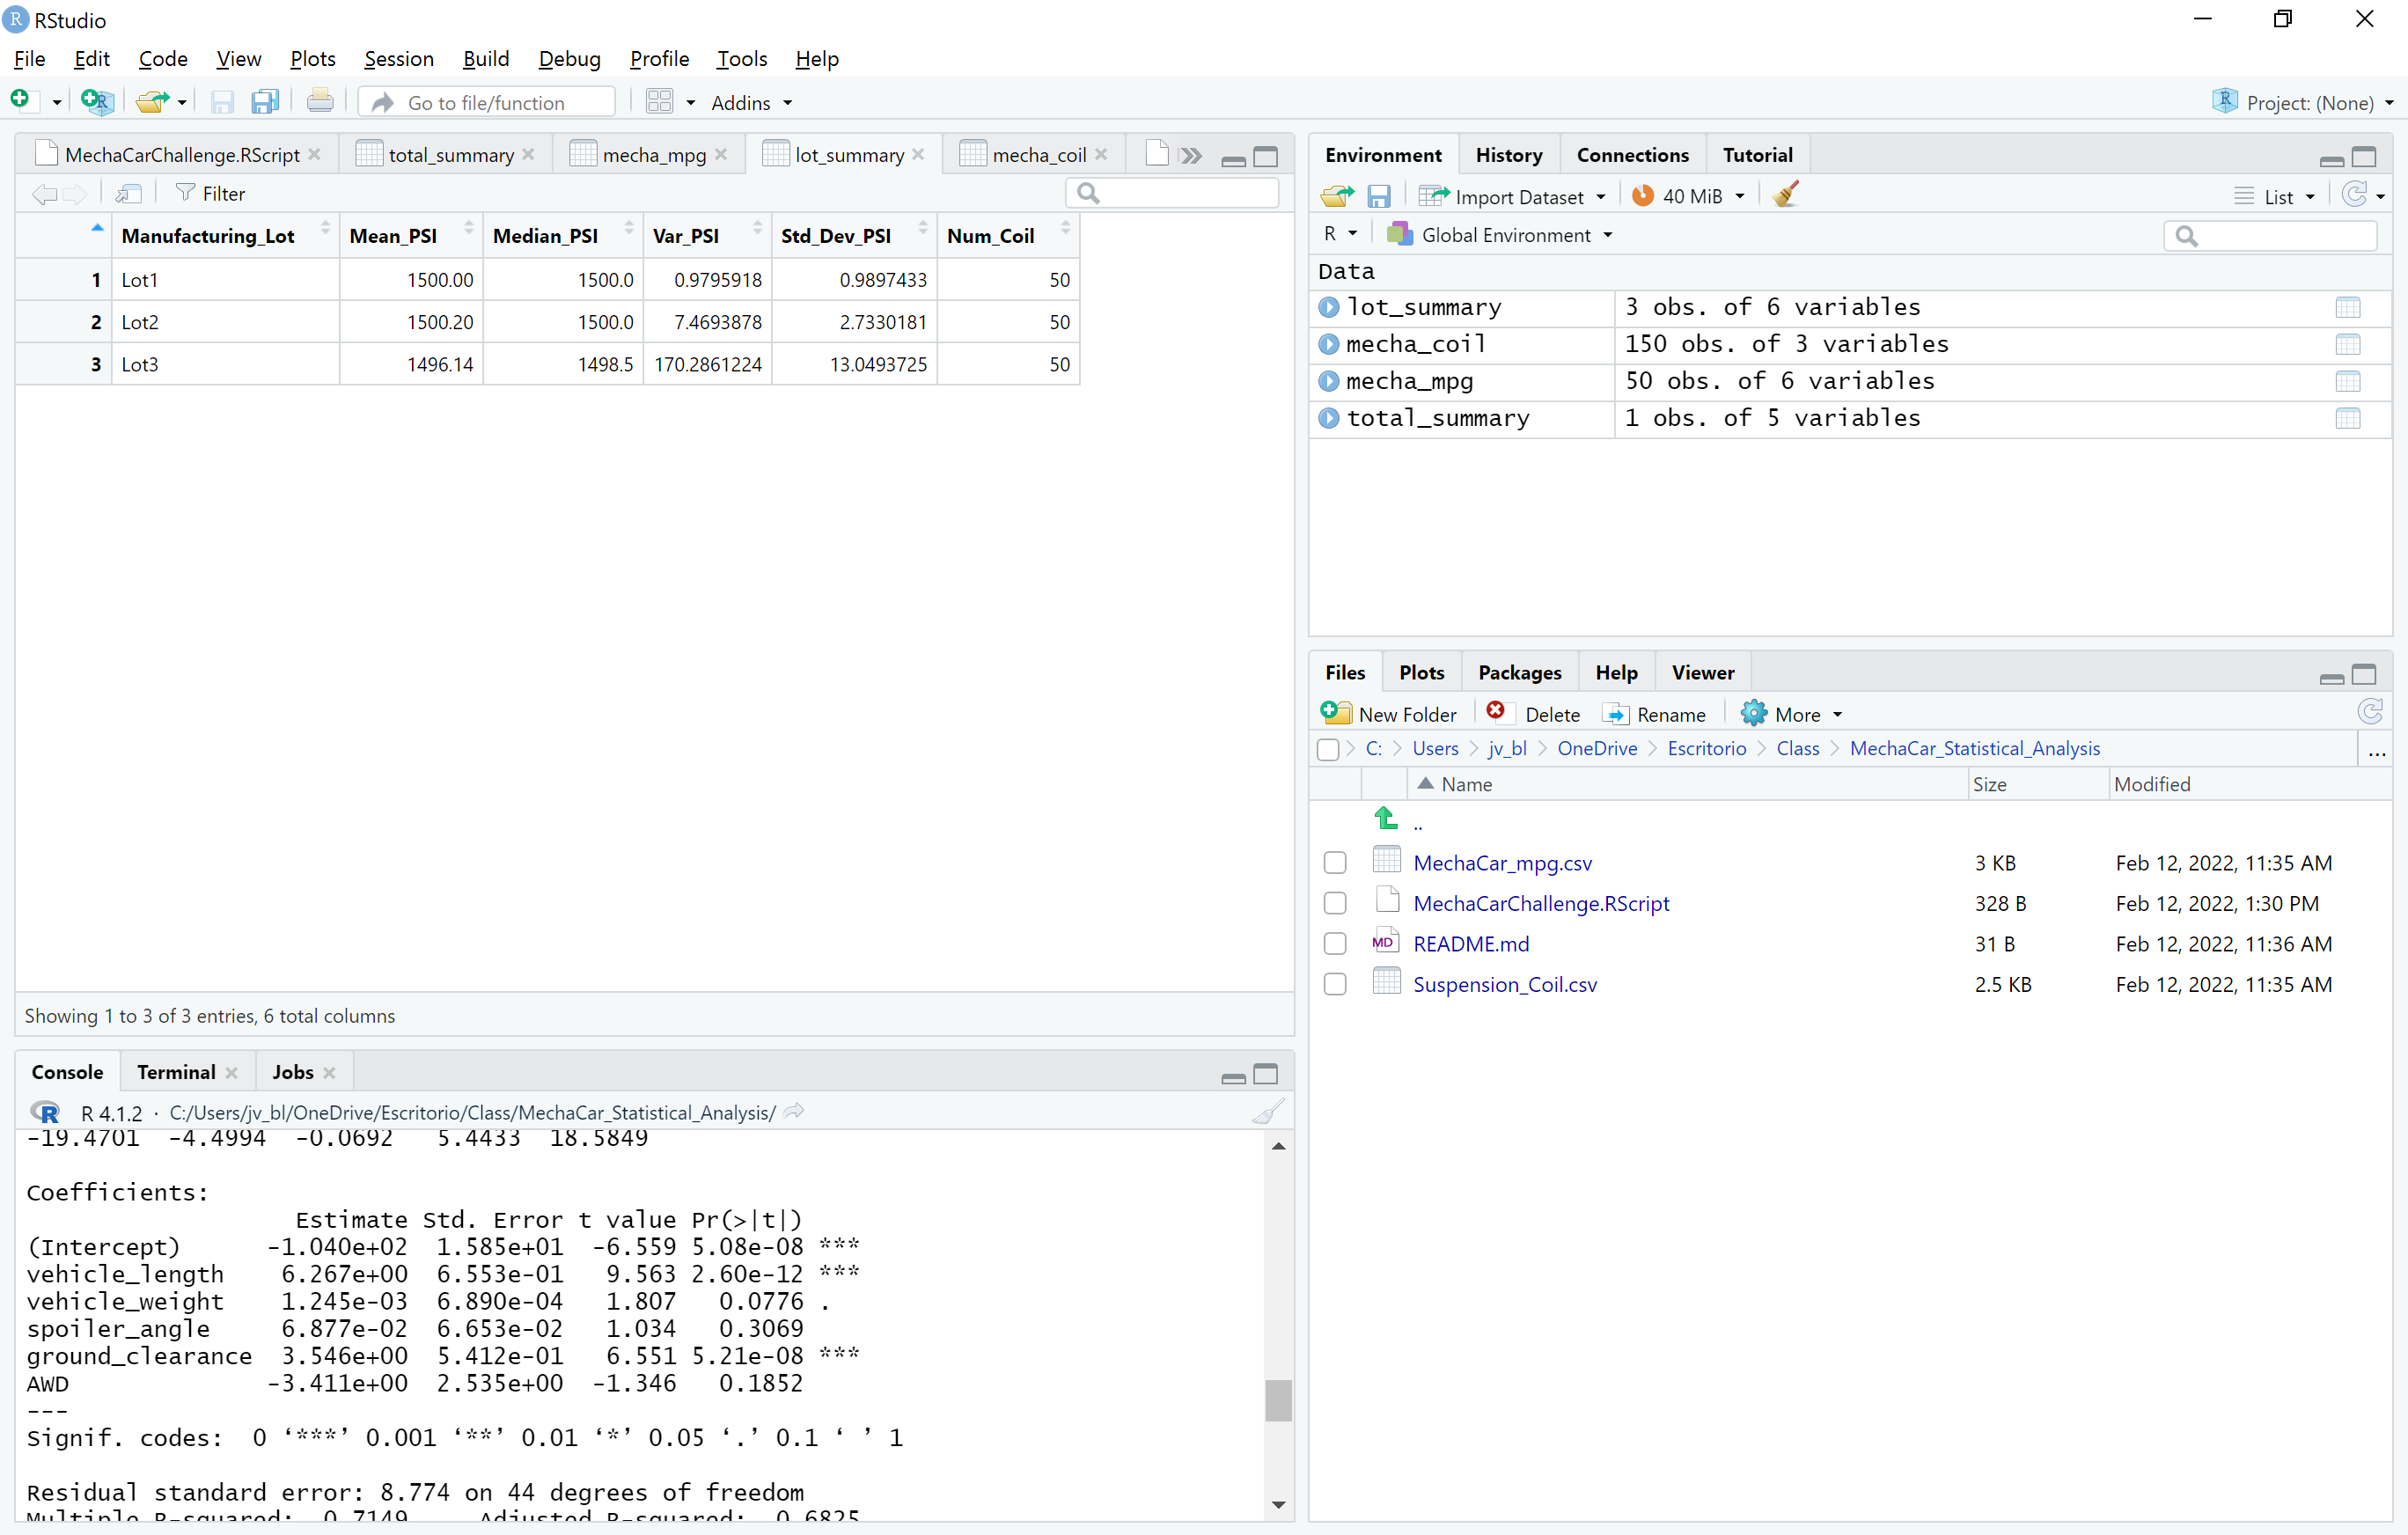 RStudio
File Edit Code View Plots Session Build Debug Profile Tools Help
Go to file/function Addins Project: (None)
MechaCarChallenge.RScript total_summary mecha_mpg lot_summary mecha_coil
Filter
Manufacturing_Lot Mean_PSI Median_PSI Var_PSI Std_Dev_PSI Num_Coil
1 Lot1 1500.00 1500.0 0.9795918 0.9897433 50
2 Lot2 1500.20 1500.0 7.4693878 2.7330181 50
3 Lot3 1496.14 1498.5 170.2861224 13.0493725 50
Showing 1 to 3 of 3 entries, 6 total columns
Console Terminal Jobs
R 4.1.2 · C:/Users/jv_bl/OneDrive/Escritorio/Class/MechaCar_Statistical_Analysis/
-19.4701 -4.4994 -0.0692 5.4433 18.5849
Coefficients:
Estimate Std. Error t value Pr(>|t|)
(Intercept) -1.040e+02 1.585e+01 -6.559 5.08e-08 ***
vehicle_length 6.267e+00 6.553e-01 9.563 2.60e-12 ***
vehicle_weight 1.245e-03 6.890e-04 1.807 0.0776 .
spoiler_angle 6.877e-02 6.653e-02 1.034 0.3069
ground_clearance 3.546e+00 5.412e-01 6.551 5.21e-08 ***
AWD -3.411e+00 2.535e+00 -1.346 0.1852
---
Signif. codes: 0 ‘***’ 0.001 ‘**’ 0.01 ‘*’ 0.05 ‘.’ 0.1 ‘ ’ 1
Residual standard error: 8.774 on 44 degrees of freedom
Multiple R-squared: 0.7149 Adjusted R-squared: 0.6825
Environment History Connections Tutorial
Import Dataset 40 MiB List
R Global Environment
Data
lot_summary 3 obs. of 6 variables
mecha_coil 150 obs. of 3 variables
mecha_mpg 50 obs. of 6 variables
total_summary 1 obs. of 5 variables
Files Plots Packages Help Viewer
New Folder Delete Rename More
C: Users jv_bl OneDrive Escritorio Class MechaCar_Statistical_Analysis ...
Name Size Modified
..
MechaCar_mpg.csv 3 KB Feb 12, 2022, 11:35 AM
MechaCarChallenge.RScript 328 B Feb 12, 2022, 1:30 PM
MD README.md 31 B Feb 12, 2022, 11:36 AM
Suspension_Coil.csv 2.5 KB Feb 12, 2022, 11:35 AM